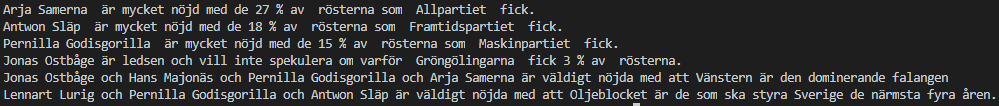 Arja Samerna  är mycket nöjd med de 27 % av  rösterna som  Allpartiet  fick.
Antwon Släp  är mycket nöjd med de 18 % av  rösterna som  Framtidspartiet  fick.
Pernilla Godisgorilla  är mycket nöjd med de 15 % av  rösterna som  Maskinpartiet  fick.
Jonas Ostbåge är ledsen och vill inte spekulera om varför  Gröngölingarna  fick 3 % av  rösterna.
Jonas Ostbåge och Hans Majonäs och Pernilla Godisgorilla och Arja Samerna är väldigt nöjda med att Vänstern är den dominerande falangen
Lennart Lurig och Pernilla Godisgorilla och Antwon Släp är väldigt nöjda med att Oljeblocket är de som ska styra Sverige de närmsta fyra åren.